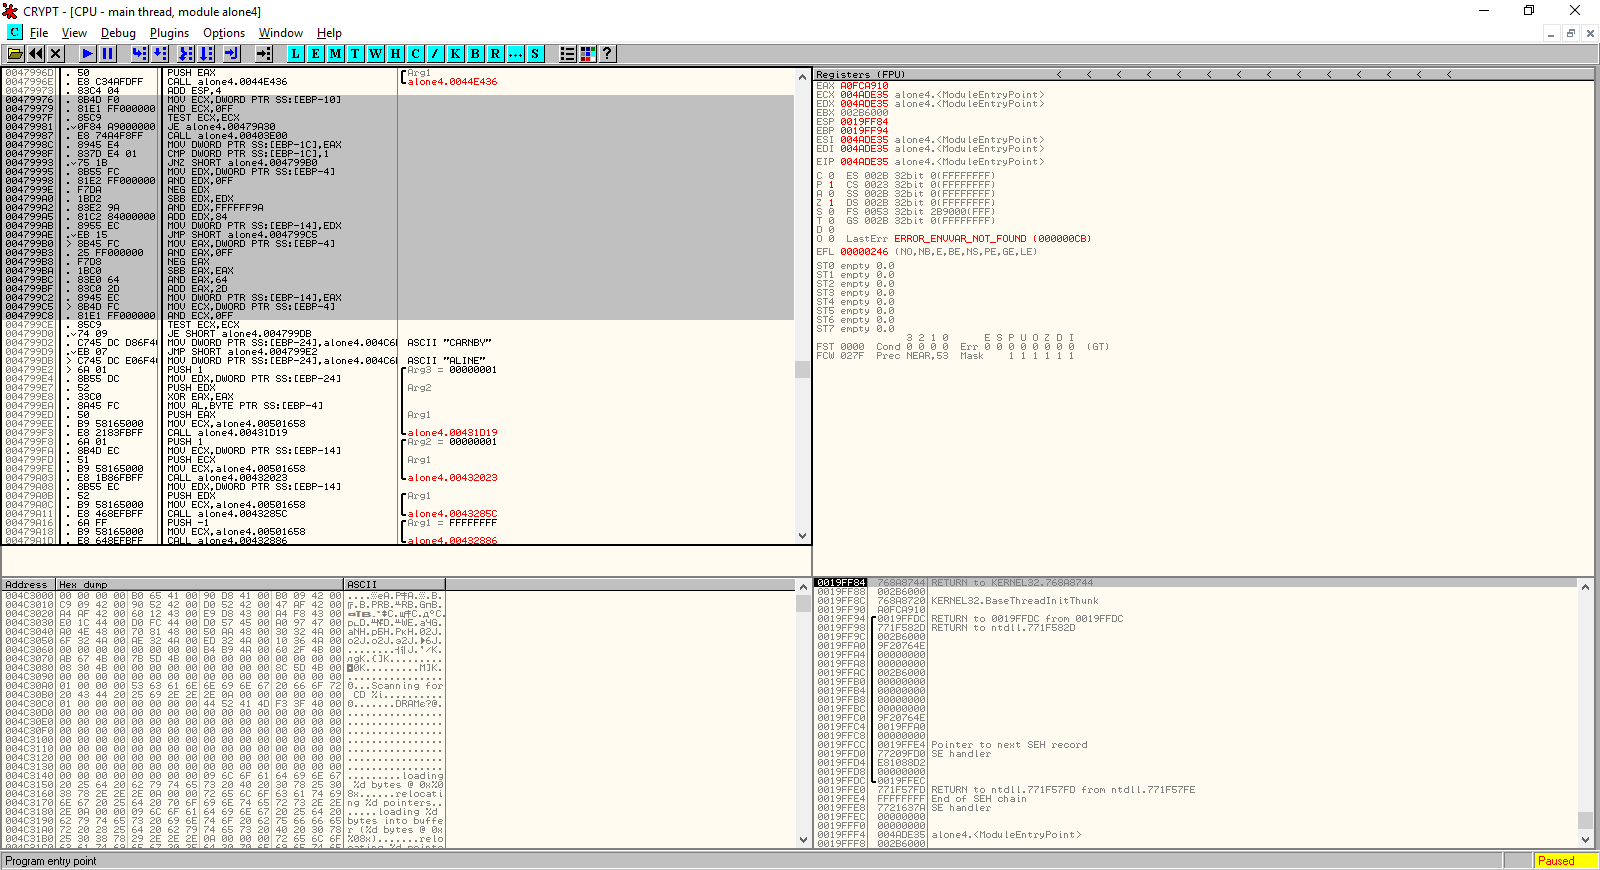 CRYPT - [CPU - main thread, module alone4]
File View Debug Plugins Options Window Help
L E M T W H C / K B R ... S
0047996D . 50 PUSH EAX Arg1
0047996E . E8 C34AFDFF CALL alone4.0044E436 alone4.0044E436
00479973 . 83C4 04 ADD ESP,4
00479976 . 8B4D F0 MOV ECX,DWORD PTR SS:[EBP-10]
00479979 . 81E1 FF000000 AND ECX,0FF
0047997F . 85C9 TEST ECX,ECX
00479981 .v0F84 A9000000 JE alone4.00479A30
00479987 . E8 74A4F8FF CALL alone4.00403E00
0047998C . 8945 E4 MOV DWORD PTR SS:[EBP-1C],EAX
0047998F . 837D E4 01 CMP DWORD PTR SS:[EBP-1C],1
00479993 .v75 1B JNZ SHORT alone4.004799B0
00479995 . 8B55 FC MOV EDX,DWORD PTR SS:[EBP-4]
00479998 . 81E2 FF000000 AND EDX,0FF
0047999E . F7DA NEG EDX
004799A0 . 1BD2 SBB EDX,EDX
004799A2 . 83E2 9A AND EDX,FFFFFF9A
004799A5 . 81C2 84000000 ADD EDX,84
004799AB . 8955 EC MOV DWORD PTR SS:[EBP-14],EDX
004799AE .vEB 15 JMP SHORT alone4.004799C5
004799B0 > 8B45 FC MOV EAX,DWORD PTR SS:[EBP-4]
004799B3 . 25 FF000000 AND EAX,0FF
004799B8 . F7D8 NEG EAX
004799BA . 1BC0 SBB EAX,EAX
004799BC . 83E0 64 AND EAX,64
004799BF . 83C0 2D ADD EAX,2D
004799C2 . 8945 EC MOV DWORD PTR SS:[EBP-14],EAX
004799C5 > 8B4D FC MOV ECX,DWORD PTR SS:[EBP-4]
004799C8 . 81E1 FF000000 AND ECX,0FF
004799CE . 85C9 TEST ECX,ECX
004799D0 .v74 09 JE SHORT alone4.004799DB
004799D2 . C745 DC D86F4 MOV DWORD PTR SS:[EBP-24],alone4.004C6 ASCII "CARNBY"
004799D9 .vEB 07 JMP SHORT alone4.004799E2
004799DB > C745 DC E06F4 MOV DWORD PTR SS:[EBP-24],alone4.004C6 ASCII "ALINE"
004799E2 > 6A 01 PUSH 1 Arg3 = 00000001
004799E4 . 8B55 DC MOV EDX,DWORD PTR SS:[EBP-24]
004799E7 . 52 PUSH EDX Arg2
004799E8 . 33C0 XOR EAX,EAX
004799EA . 8A45 FC MOV AL,BYTE PTR SS:[EBP-4]
004799ED . 50 PUSH EAX Arg1
004799EE . B9 58165000 MOV ECX,alone4.00501658
004799F3 . E8 2183FBFF CALL alone4.00431D19 alone4.00431D19
004799F8 . 6A 01 PUSH 1 Arg2 = 00000001
004799FA . 8B4D EC MOV ECX,DWORD PTR SS:[EBP-14]
004799FD . 51 PUSH ECX Arg1
004799FE . B9 58165000 MOV ECX,alone4.00501658
00479A03 . E8 1B86FBFF CALL alone4.00432023 alone4.00432023
00479A08 . 8B55 EC MOV EDX,DWORD PTR SS:[EBP-14]
00479A0B . 52 PUSH EDX Arg1
00479A0C . B9 58165000 MOV ECX,alone4.00501658
00479A11 . E8 468EFBFF CALL alone4.0043285C alone4.0043285C
00479A16 . 6A FF PUSH -1 Arg1 = FFFFFFFF
00479A18 . B9 58165000 MOV ECX,alone4.00501658
00479A1D . E8 648EFBFF CALL alone4.00432886 alone4.00432886
Registers (FPU) < < < < < < < < < < < < < <
EAX A0FCA910
ECX 004ADE35 alone4.<ModuleEntryPoint>
EDX 004ADE35 alone4.<ModuleEntryPoint>
EBX 002B6000
ESP 0019FF84
EBP 0019FF94
ESI 004ADE35 alone4.<ModuleEntryPoint>
EDI 004ADE35 alone4.<ModuleEntryPoint>
EIP 004ADE35 alone4.<ModuleEntryPoint>
C 0 ES 002B 32bit 0(FFFFFFFF)
P 1 CS 0023 32bit 0(FFFFFFFF)
A 0 SS 002B 32bit 0(FFFFFFFF)
Z 1 DS 002B 32bit 0(FFFFFFFF)
S 0 FS 0053 32bit 2B9000(FFF)
T 0 GS 002B 32bit 0(FFFFFFFF)
D 0
O 0 LastErr ERROR_ENVVAR_NOT_FOUND (000000CB)
EFL 00000246 (NO,NB,E,BE,NS,PE,GE,LE)
ST0 empty 0.0
ST1 empty 0.0
ST2 empty 0.0
ST3 empty 0.0
ST4 empty 0.0
ST5 empty 0.0
ST6 empty 0.0
ST7 empty 0.0
3 2 1 0 E S P U O Z D I
FST 0000 Cond 0 0 0 0 Err 0 0 0 0 0 0 0 0 (GT)
FCW 027F Prec NEAR,53 Mask 1 1 1 1 1 1
Address Hex dump ASCII
004C3000 00 00 00 00 B0 65 41 00 90 D8 41 00 B0 09 42 00
004C3010 C9 09 42 00 90 52 42 00 D0 52 42 00 47 AF 42 00
004C3020 A4 AF 42 00 60 12 43 00 E9 D8 43 00 A4 F8 43 00
004C3030 E0 1C 44 00 D0 FC 44 00 D0 57 45 00 A0 97 47 00
004C3040 A0 4E 48 00 70 81 48 00 50 AA 48 00 30 32 4A 00
004C3050 6F 32 4A 00 AE 32 4A 00 ED 32 4A 00 10 36 4A 00
004C3060 00 00 00 00 00 00 00 00 B4 B9 4A 00 60 2F 4B 00
004C3070 AB 67 4B 00 7B 5D 4B 00 00 00 00 00 00 00 00 00
004C3080 08 30 4B 00 00 00 00 00 00 00 00 00 8C 5D 4B 00
004C3090 00 00 00 00 00 00 00 00 00 00 00 00 00 00 00 00
004C30A0 01 00 00 00 53 63 61 6E 6E 69 6E 67 20 66 6F 72 0...Scanning for
004C30B0 20 43 44 20 25 69 2E 2E 2E 0A 00 00 00 00 00 00 CD %i..........
004C30C0 01 00 00 00 00 00 00 00 44 52 41 4D F3 3F 40 00 0.......DRAMe?@.
004C30D0 00 00 00 00 00 00 00 00 00 00 00 00 00 00 00 00 ................
004C30E0 00 00 00 00 00 00 00 00 00 00 00 00 00 00 00 00 ................
004C30F0 00 00 00 00 00 00 00 00 00 00 00 00 00 00 00 00 ................
004C3100 00 00 00 00 00 00 00 00 00 00 00 00 00 00 00 00 ................
004C3110 00 00 00 00 00 00 00 00 00 00 00 00 00 00 00 00 ................
004C3120 00 00 00 00 00 00 00 00 00 00 00 00 00 00 00 00 ................
004C3130 00 00 00 00 00 00 00 00 00 00 00 00 00 00 00 00 ................
004C3140 00 00 00 00 00 00 00 00 09 6C 6F 61 64 69 6E 67 .........loading
004C3150 20 25 64 20 62 79 74 65 73 20 40 20 30 78 25 30 %d bytes @ 0x%0
004C3160 38 78 2E 2E 2E 0A 00 00 72 65 6C 6F 63 61 74 69 8x......relocati
004C3170 6E 67 20 25 64 20 70 6F 69 6E 74 65 72 73 2E 2E ng %d pointers..
004C3180 2E 0A 00 00 09 6C 6F 61 64 69 6E 67 20 25 64 20 .....loading %d
004C3190 62 79 74 65 73 20 69 6E 74 6F 20 62 75 66 66 65 bytes into buffe
004C31A0 72 20 28 25 64 20 62 79 74 65 73 20 40 20 30 78 r (%d bytes @ 0x
004C31B0 25 30 38 78 29 2E 2E 2E 0A 00 00 00 72 65 6C 6F %08x).......relo
0019FF84 768A8744 RETURN to KERNEL32.768A8744
0019FF88 002B6000
0019FF8C 768A8720 KERNEL32.BaseThreadInitThunk
0019FF90 A0FCA910
0019FF94 0019FFDC RETURN to 0019FFDC from 0019FFDC
0019FF98 771F582D RETURN to ntdll.771F582D
0019FF9C 002B6000
0019FFA0 9F20764E
0019FFA4 00000000
0019FFA8 00000000
0019FFAC 002B6000
0019FFB0 00000000
0019FFB4 00000000
0019FFB8 00000000
0019FFBC 00000000
0019FFC0 9F20764E
0019FFC4 0019FFA0
0019FFC8 00000000
0019FFCC 0019FFE4 Pointer to next SEH record
0019FFD0 77209FD0 SE handler
0019FFD4 E81088D2
0019FFD8 00000000
0019FFDC 0019FFEC
0019FFE0 771F57FD RETURN to ntdll.771F57FD from ntdll.771F57FE
0019FFE4 FFFFFFFF End of SEH chain
0019FFE8 7721637A SE handler
0019FFEC 00000000
0019FFF0 00000000
0019FFF4 004ADE35 alone4.<ModuleEntryPoint>
0019FFF8 002B6000
Program entry point
Paused